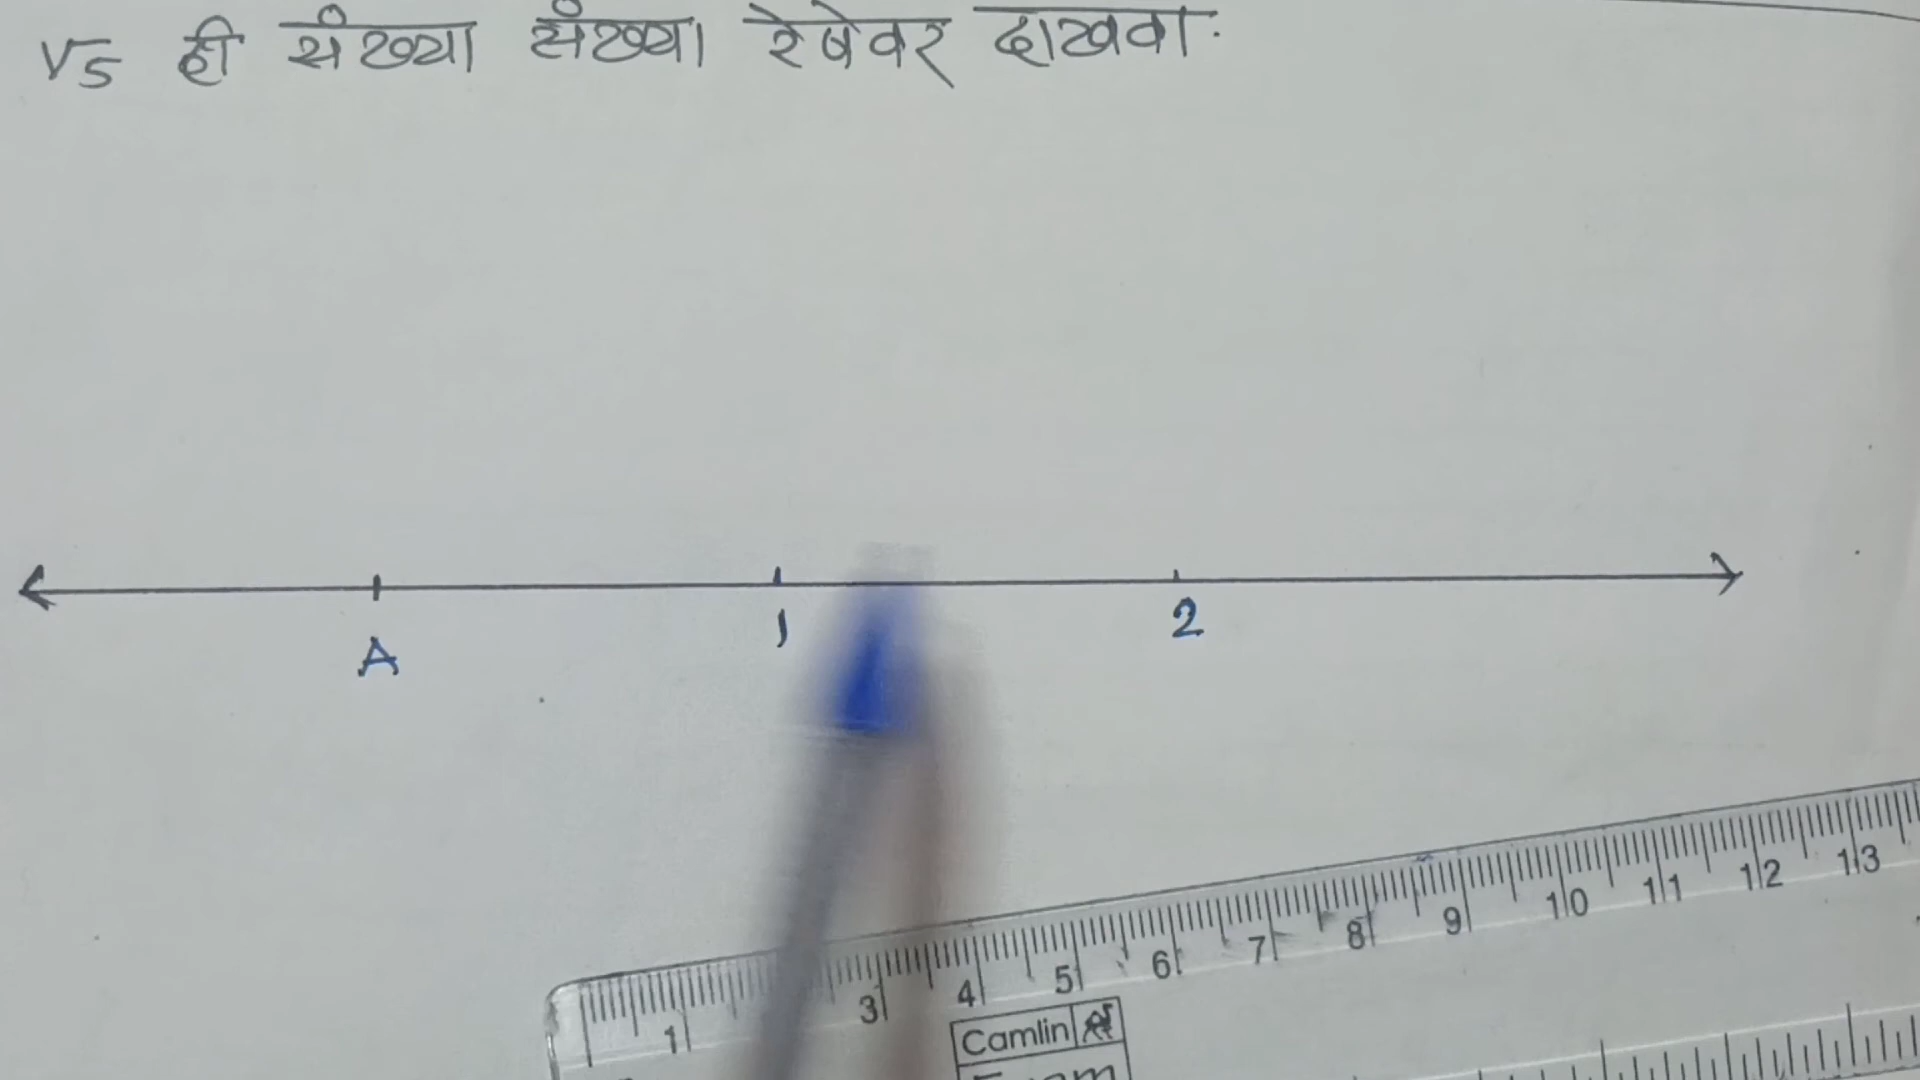 √5 ही संख्या संख्या रेषेवर दाखवा.
A 1 2
1 3 4 5 6 7 8 9 10 11 12 13
Camlin